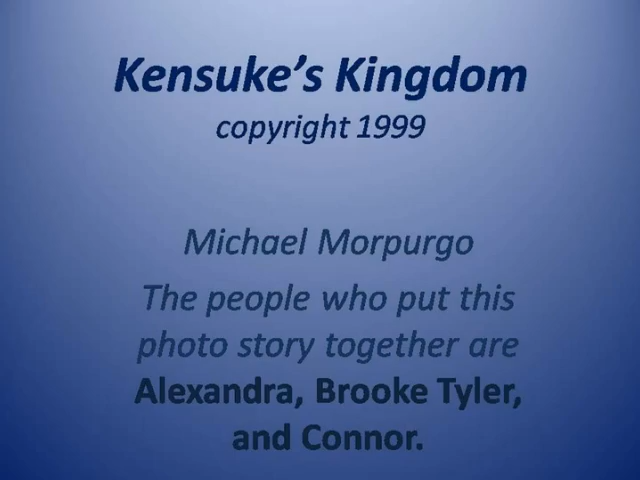 Kensuke’s Kingdom
copyright 1999
Michael Morpurgo
The people who put this
photo story together are
Alexandra, Brooke Tyler,
and Connor.